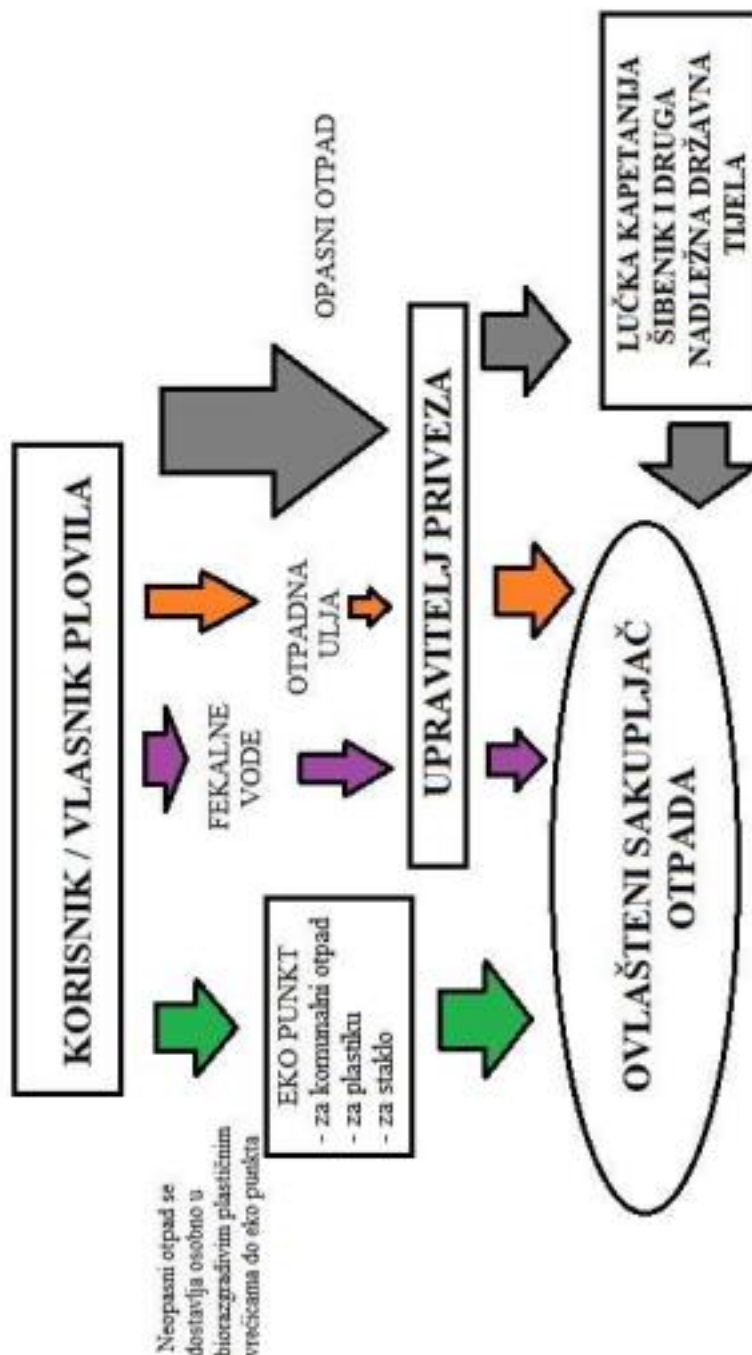 KORISNIK / VLASNIK PLOVILA
Neopasni otpad se
dostavlja osobno u
biorazgradivim plastičnim
vrećicama do eko punkta
FEKALNE
VODE
OTPADNA
ULJA
OPASNI OTPAD
EKO PUNKT
- za komunalni otpad
- za plastiku
- za staklo
UPRAVITELJ PRIVEZA
OVLAŠTENI SAKUPLJAČ
OTPADA
LUČKA KAPETANIJA
ŠIBENIK I DRUGA
NADLEŽNA DRŽAVNA
TIJELA